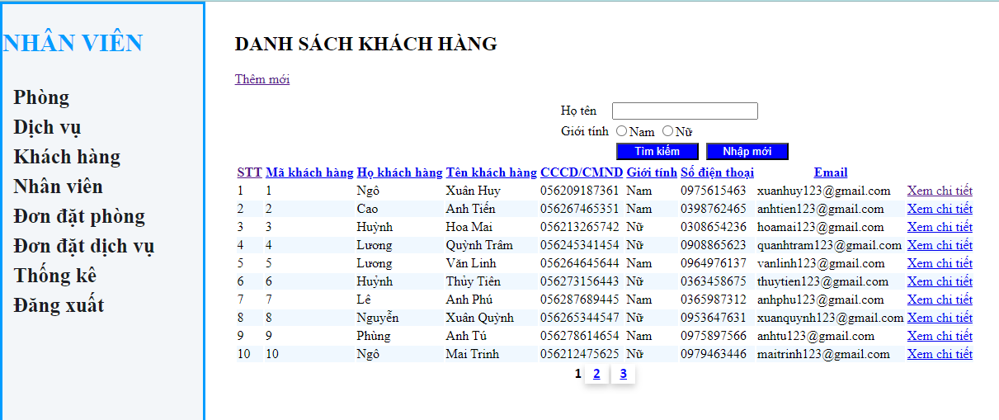 NHÂN VIÊN
Phòng
Dịch vụ
Khách hàng
Nhân viên
Đơn đặt phòng
Đơn đặt dịch vụ
Thống kê
Đăng xuất
DANH SÁCH KHÁCH HÀNG
Thêm mới
Họ tên
Giới tính Nam Nữ
Tìm kiếm Nhập mới
STT Mã khách hàng Họ khách hàng Tên khách hàng CCCD/CMND Giới tính Số điện thoại Email
1 1 Ngô Xuân Huy 056209187361 Nam 0975615463 xuanhuy123@gmail.com Xem chi tiết
2 2 Cao Anh Tiến 056267465351 Nam 0398762465 anhtien123@gmail.com Xem chi tiết
3 3 Huỳnh Hoa Mai 056213265742 Nữ 0308654236 hoamai123@gmail.com Xem chi tiết
4 4 Lương Quỳnh Trâm 056245341454 Nữ 0908865623 quanhtram123@gmail.com Xem chi tiết
5 5 Lương Văn Linh 056264645644 Nam 0964976137 vanlinh123@gmail.com Xem chi tiết
6 6 Huỳnh Thủy Tiên 056273156443 Nữ 0363458675 thuytien123@gmail.com Xem chi tiết
7 7 Lê Anh Phú 056287689445 Nam 0365987312 anhphu123@gmail.com Xem chi tiết
8 8 Nguyễn Xuân Quỳnh 056265344547 Nữ 0953647631 xuanquynh123@gmail.com Xem chi tiết
9 9 Phùng Anh Tú 056278614654 Nam 0975897566 anhtu123@gmail.com Xem chi tiết
10 10 Ngô Mai Trinh 056212475625 Nữ 0979463446 maitrinh123@gmail.com Xem chi tiết
1 2 3